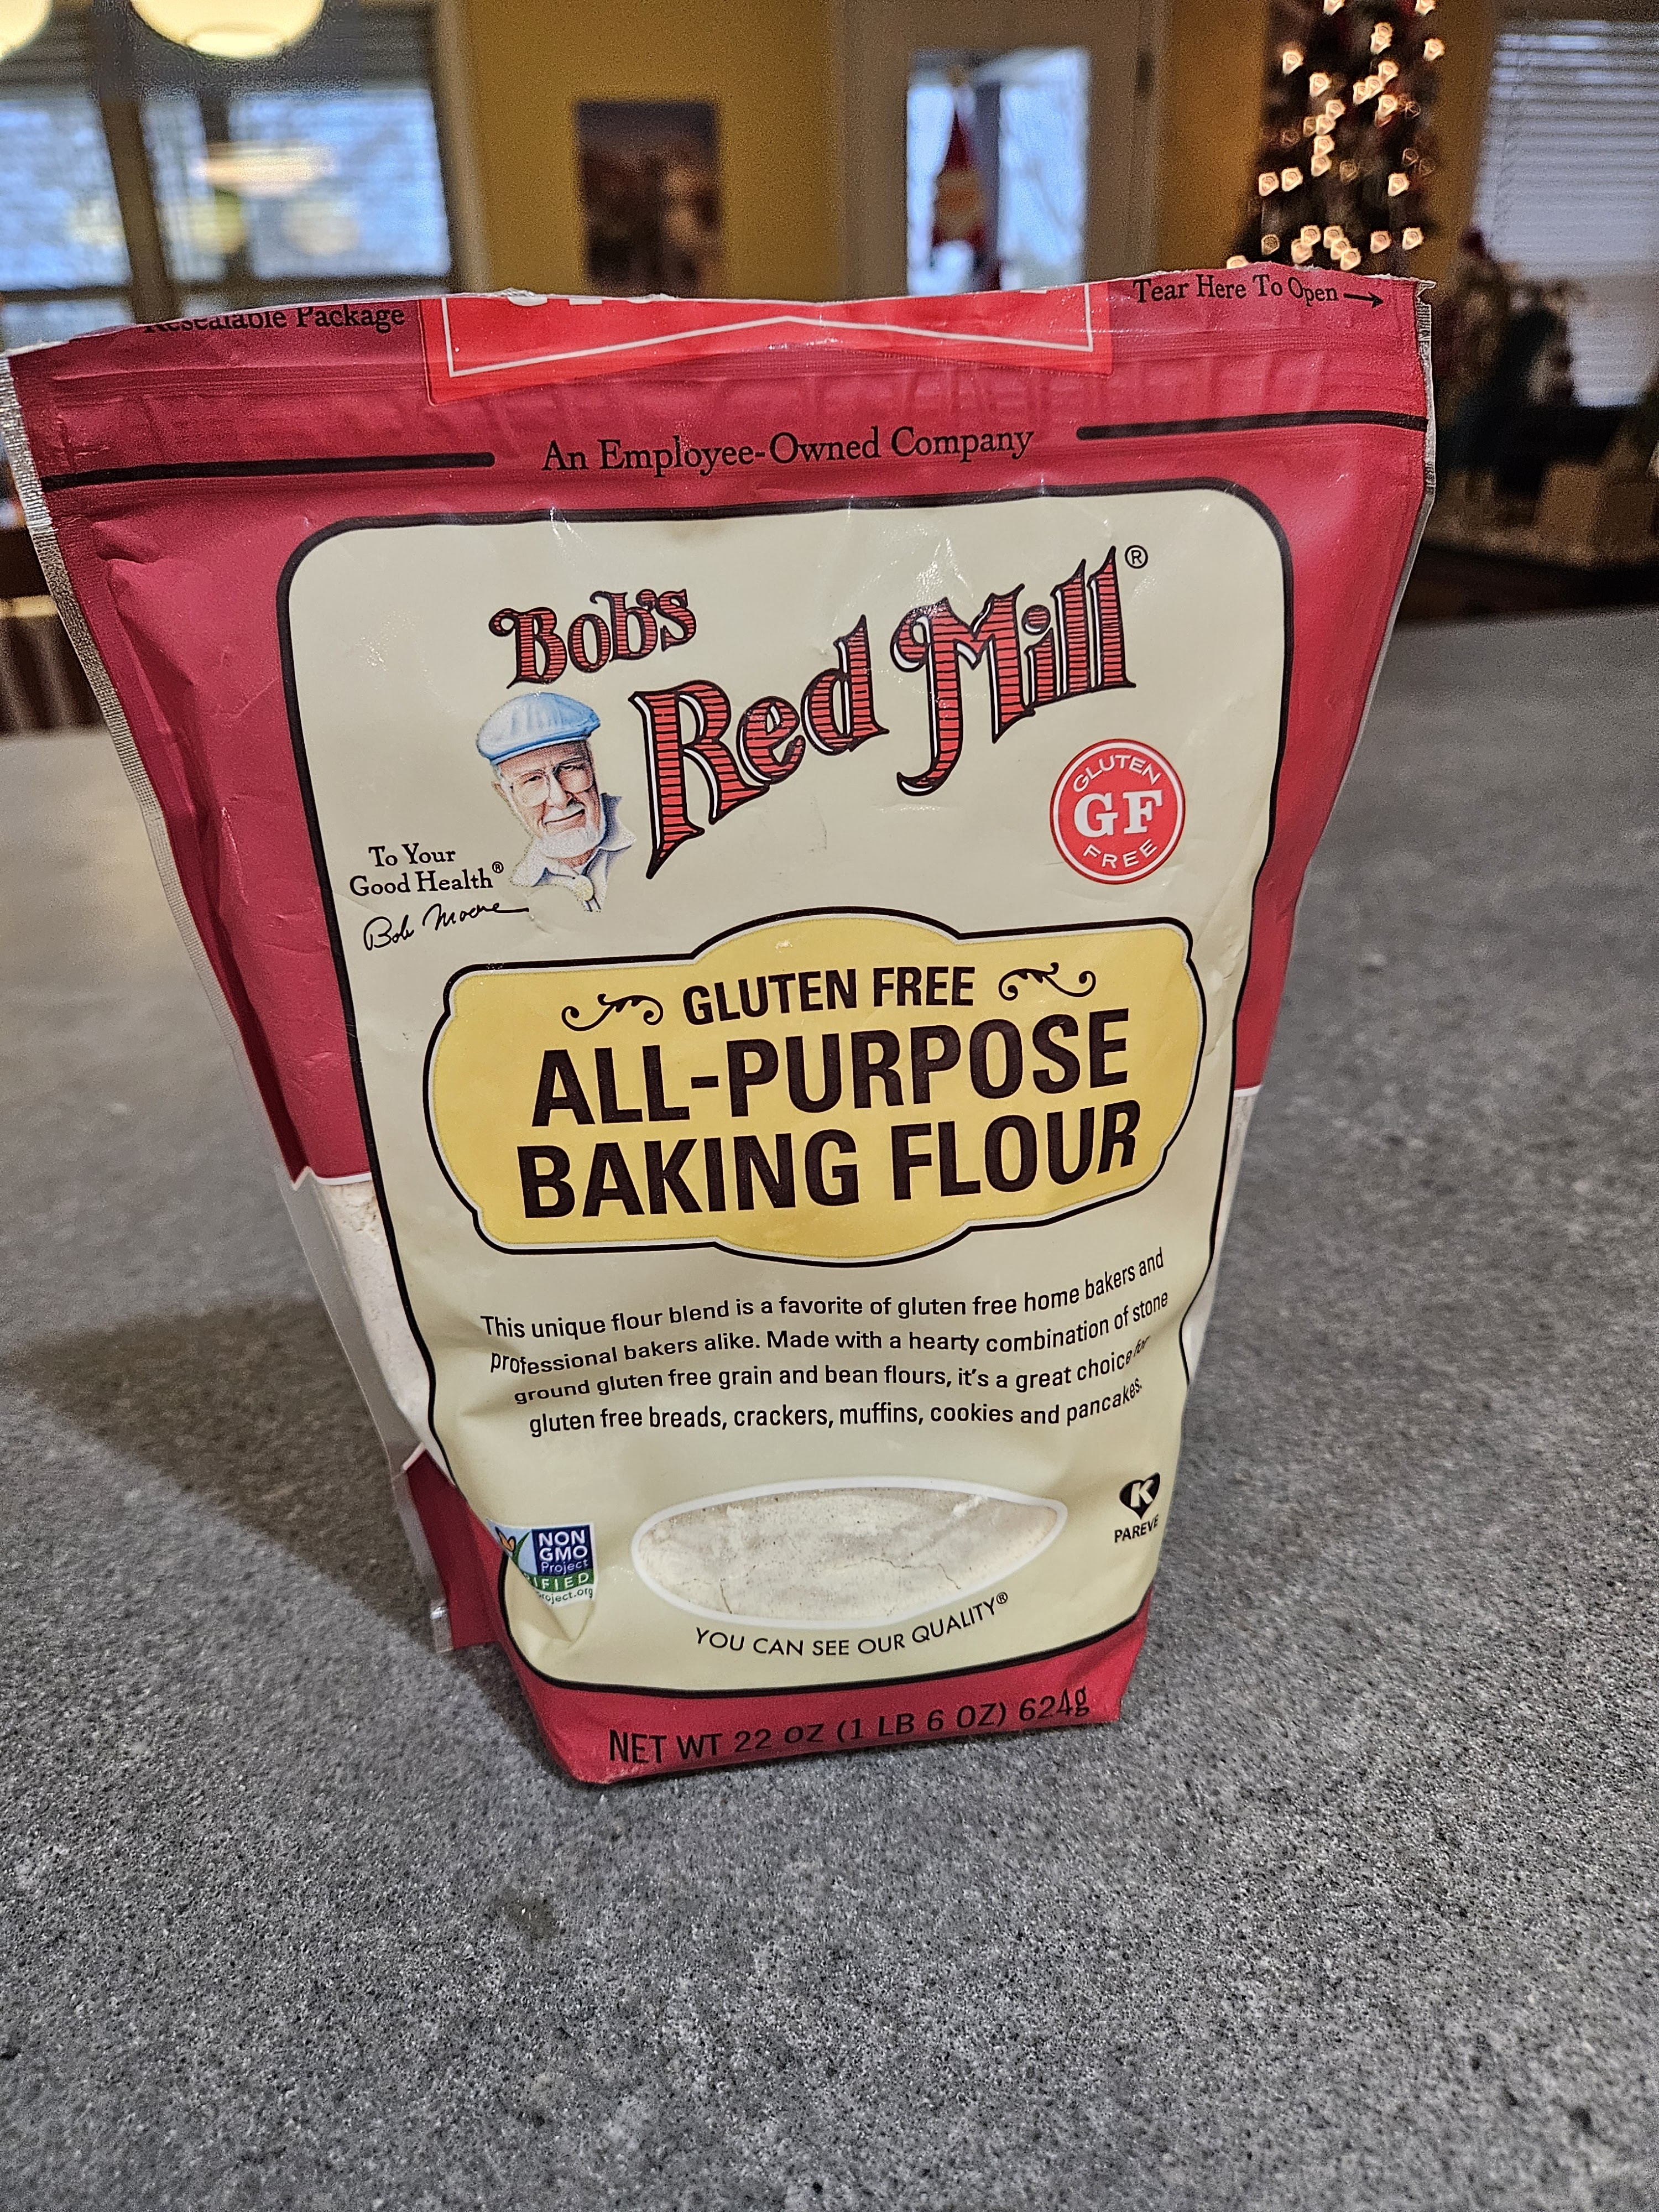 Resealable Package
Tear Here To Open
An Employee-Owned Company
Bob's
Red Mill®
To Your
Good Health®
Bob Moore
GLUTEN
GF
FREE
GLUTEN FREE
ALL-PURPOSE
BAKING FLOUR
This unique flour blend is a favorite of gluten free home bakers and
professional bakers alike. Made with a hearty combination of stone
ground gluten free grain and bean flours, it's a great choice for
gluten free breads, crackers, muffins, cookies and pancakes.
NON
GMO
Project
K
PAREVE
YOU CAN SEE OUR QUALITY®
NET WT 22 OZ (1 LB 6 OZ) 624g